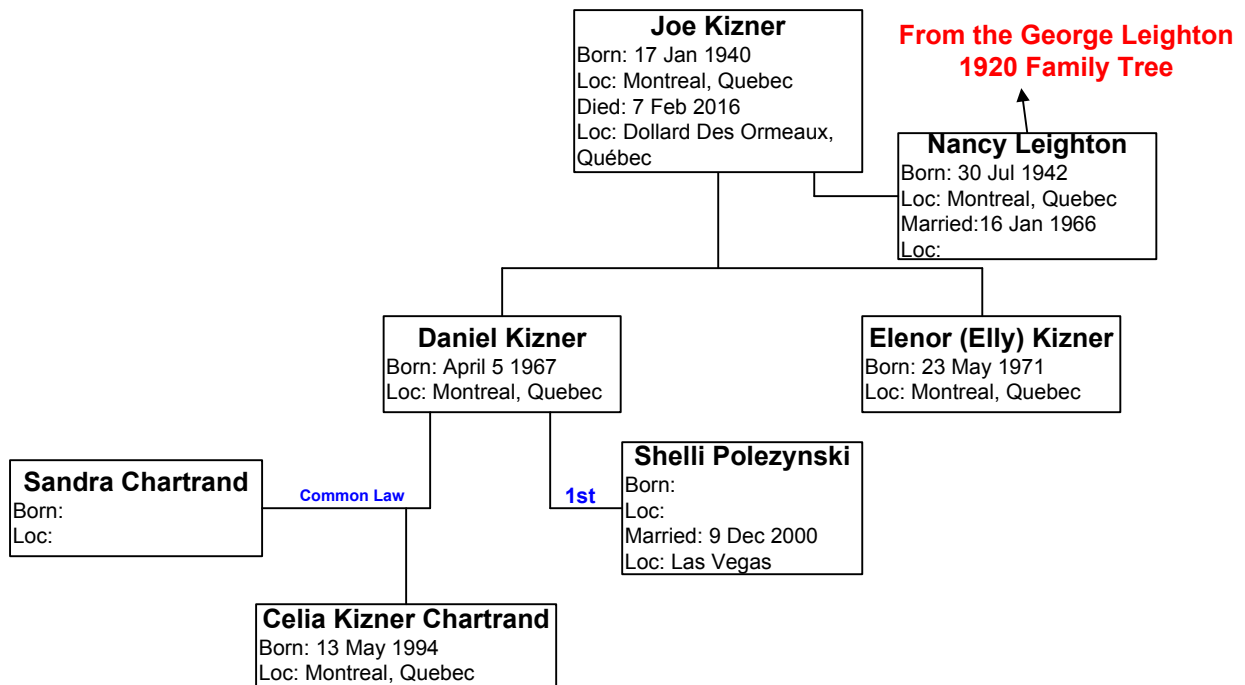 Joe Kizner
Born: 17 Jan 1940
Loc: Montreal, Quebec
Died: 7 Feb 2016
Loc: Dollard Des Ormeaux,
Québec
From the George Leighton
1920 Family Tree
Nancy Leighton
Born: 30 Jul 1942
Loc: Montreal, Quebec
Married:16 Jan 1966
Loc:
Daniel Kizner
Born: April 5 1967
Loc: Montreal, Quebec
Elenor (Elly) Kizner
Born: 23 May 1971
Loc: Montreal, Quebec
Sandra Chartrand
Born:
Loc:
Common Law
1st
Shelli Polezynski
Born:
Loc:
Married: 9 Dec 2000
Loc: Las Vegas
Celia Kizner Chartrand
Born: 13 May 1994
Loc: Montreal, Quebec